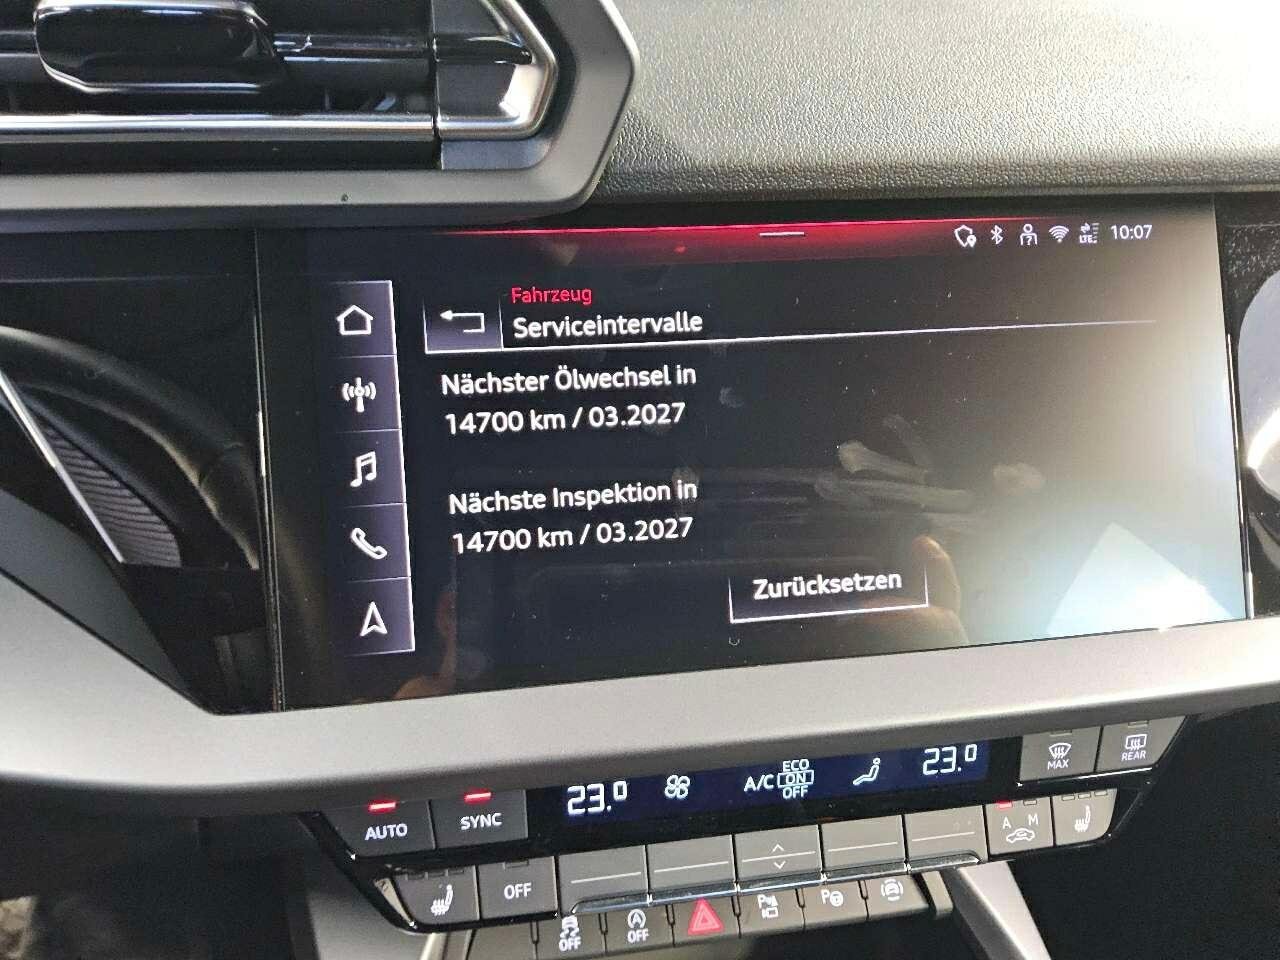 LTE 10:07
Fahrzeug
Serviceintervalle
Nächster Ölwechsel in
14700 km / 03.2027
Nächste Inspektion in
14700 km / 03.2027
Zurücksetzen
23.0 A/C ECO ON OFF 23.0
MAX REAR
AUTO SYNC A M
OFF
OFF OFF P P